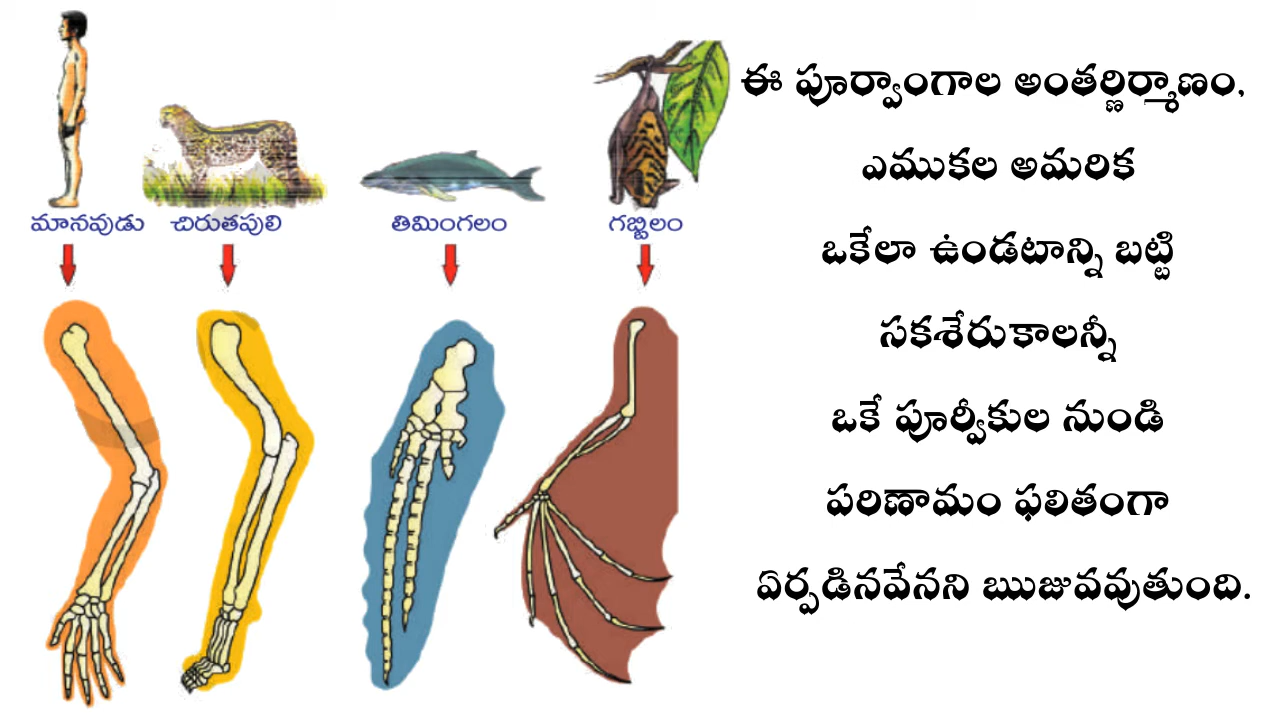 మానవుడు చిరుతపులి తిమింగలం గబ్బిలం
ఈ పూర్వాంగాల అంతర్నిర్మాణం,
ఎముకల అమరిక
ఒకేలా ఉండటాన్ని బట్టి
సకశేరుకాలన్నీ
ఒకే పూర్వీకుల నుండి
పరిణామం ఫలితంగా
ఏర్పడినవేనని ఋజువవుతుంది.